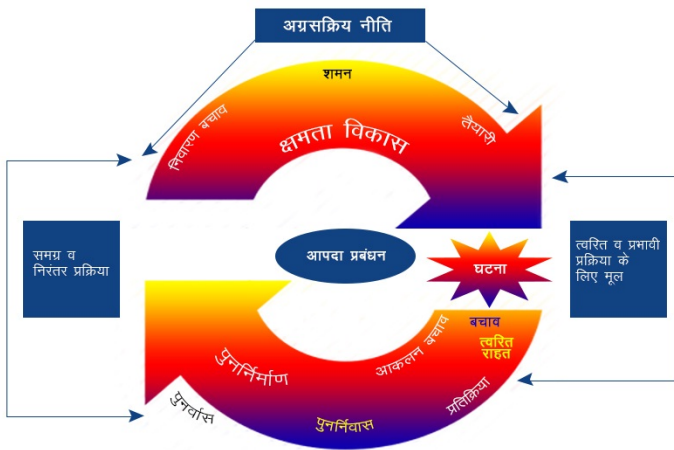 अग्रसक्रिय नीति
शमन
निवारण बचाव
क्षमता विकास
तैयारी
समग्र व
निरंतर प्रक्रिया
आपदा प्रबंधन
घटना
त्वरित व प्रभावी
प्रक्रिया के
लिए मूल
बचाव
त्वरित
राहत
आकलन बचाव
प्रतिक्रिया
पुनर्निर्माण
पुनर्वास
पुनर्निवास